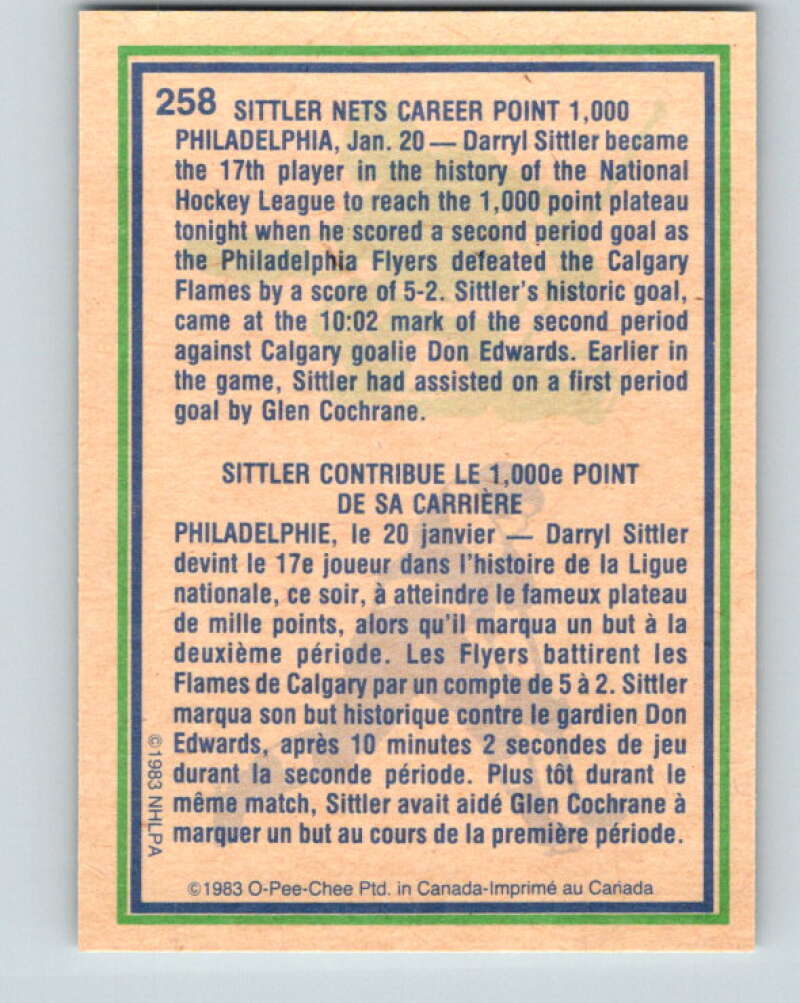 258 SITTLER NETS CAREER POINT 1,000
PHILADELPHIA, Jan. 20 — Darryl Sittler became
the 17th player in the history of the National
Hockey League to reach the 1,000 point plateau
tonight when he scored a second period goal as
the Philadelphia Flyers defeated the Calgary
Flames by a score of 5-2. Sittler's historic goal,
came at the 10:02 mark of the second period
against Calgary goalie Don Edwards. Earlier in
the game, Sittler had assisted on a first period
goal by Glen Cochrane.
SITTLER CONTRIBUE LE 1,000e POINT
DE SA CARRIÈRE
PHILADELPHIE, le 20 janvier — Darryl Sittler
devint le 17e joueur dans l'histoire de la Ligue
nationale, ce soir, à atteindre le fameux plateau
de mille points, alors qu'il marqua un but à la
deuxième période. Les Flyers battirent les
Flames de Calgary par un compte de 5 à 2. Sittler
marqua son but historique contre le gardien Don
Edwards, après 10 minutes 2 secondes de jeu
durant la seconde période. Plus tôt durant le
même match, Sittler avait aidé Glen Cochrane à
marquer un but au cours de la première période.
©1983 NHLPA
©1983 O-Pee-Chee Ptd. in Canada-Imprimé au Canada